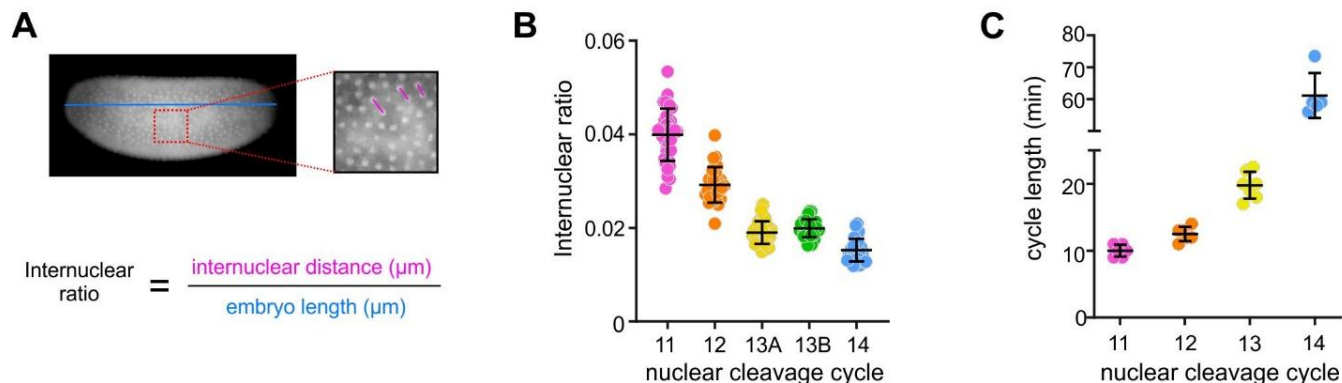 A
Internuclear
ratio
=
internuclear distance (µm)
embryo length (µm)
B
Internuclear ratio
0.06
0.04
0.02
0
11 12 13A 13B 14
nuclear cleavage cycle
C
cycle length (min)
80
70
60
20
10
0
11 12 13 14
nuclear cleavage cycle